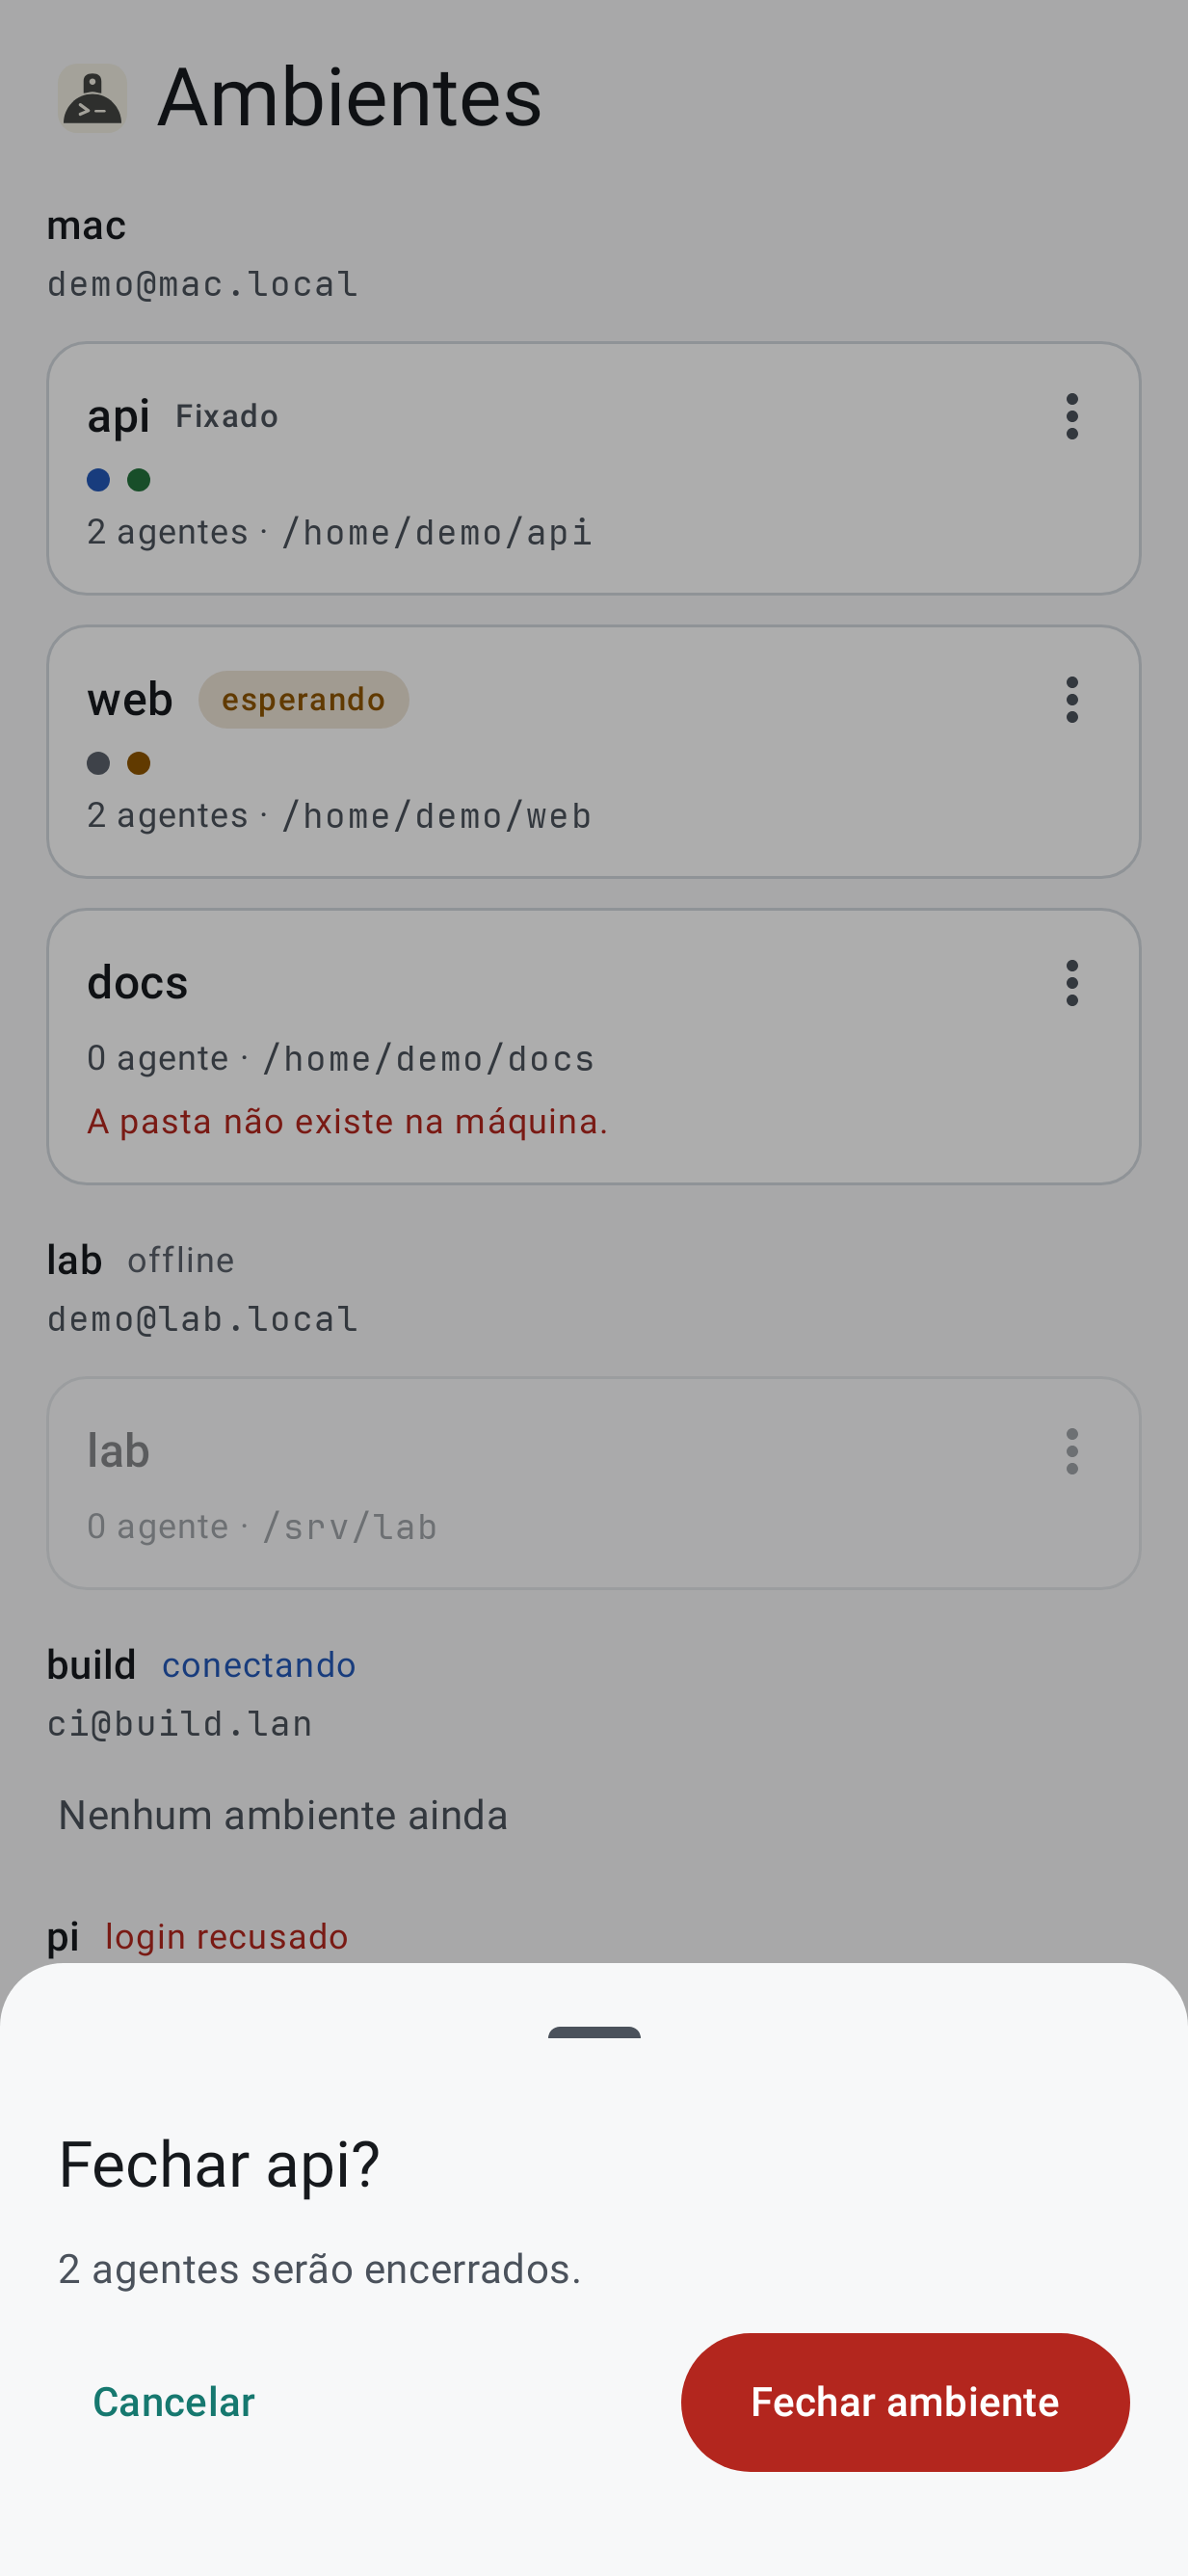 Ambientes
mac
demo@mac.local
api Fixado
2 agentes · /home/demo/api
web esperando
2 agentes · /home/demo/web
docs
0 agente · /home/demo/docs
A pasta não existe na máquina.
lab offline
demo@lab.local
lab
0 agente · /srv/lab
build conectando
ci@build.lan
Nenhum ambiente ainda
pi login recusado
Fechar api?
2 agentes serão encerrados.
Cancelar Fechar ambiente